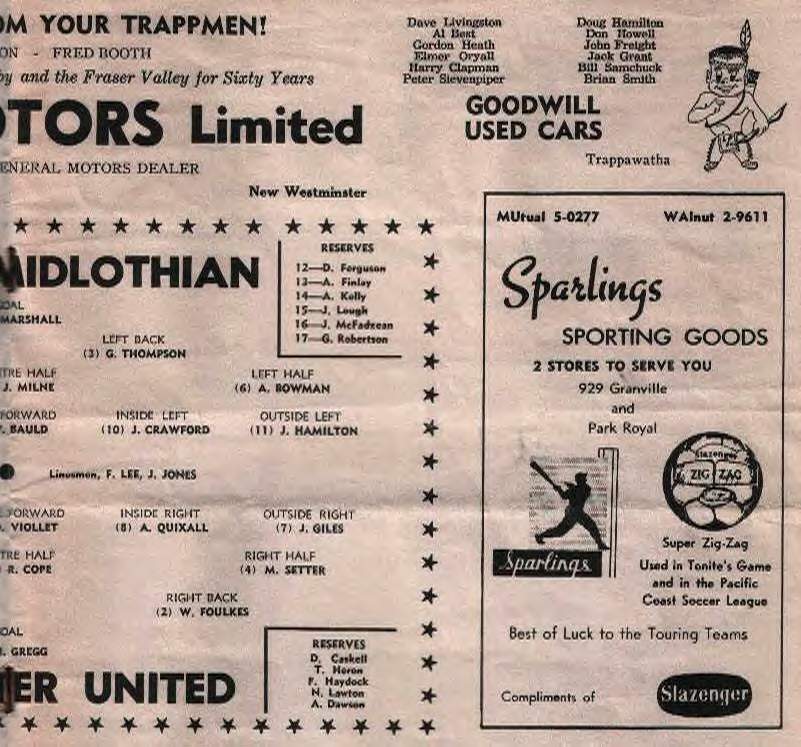 OM YOUR TRAPPMEN!
ON - FRED BOOTH
by and the Fraser Valley for Sixty Years
OTORS Limited
ENERAL MOTORS DEALER
New Westminster
Dave Livingston
Al Best
Gordon Heath
Elmer Oryall
Harry Clapman
Peter Stevenpiper
Doug Hamilton
Don Howell
John Freight
Jack Grant
Bill Samchuck
Brian Smith
GOODWILL
USED CARS
Trappawatha
MIDLOTHIAN
RESERVES
12—D. Ferguson
13—A. Finlay
14—A. Kelly
15—J. Lough
16—J. McFadzean
17—G. Robertson
OAL
MARSHALL
LEFT BACK
(3) G. THOMPSON
TRE HALF
J. MILNE
LEFT HALF
(6) A. BOWMAN
FORWARD
. BAULD
INSIDE LEFT
(10) J. CRAWFORD
OUTSIDE LEFT
(11) J. HAMILTON
Linesmen, F. LEE, J. JONES
FORWARD
. VIOLLET
INSIDE RIGHT
(8) A. QUIXALL
OUTSIDE RIGHT
(7) J. GILES
TRE HALF
R. COPE
RIGHT HALF
(4) M. SETTER
RIGHT BACK
(2) W. FOULKES
OAL
. GREGG
RESERVES
D. Caskell
T. Heron
F. Haydock
N. Lawton
A. Dawson
ER UNITED
MUtual 5-0277
WAlnut 2-9611
Sparlings
SPORTING GOODS
2 STORES TO SERVE YOU
929 Granville
and
Park Royal
Sparlings
Slazenger
ZIG ZAG
Super Zig-Zag
Used in Tonite's Game
and in the Pacific
Coast Soccer League
Best of Luck to the Touring Teams
Compliments of
Slazenger